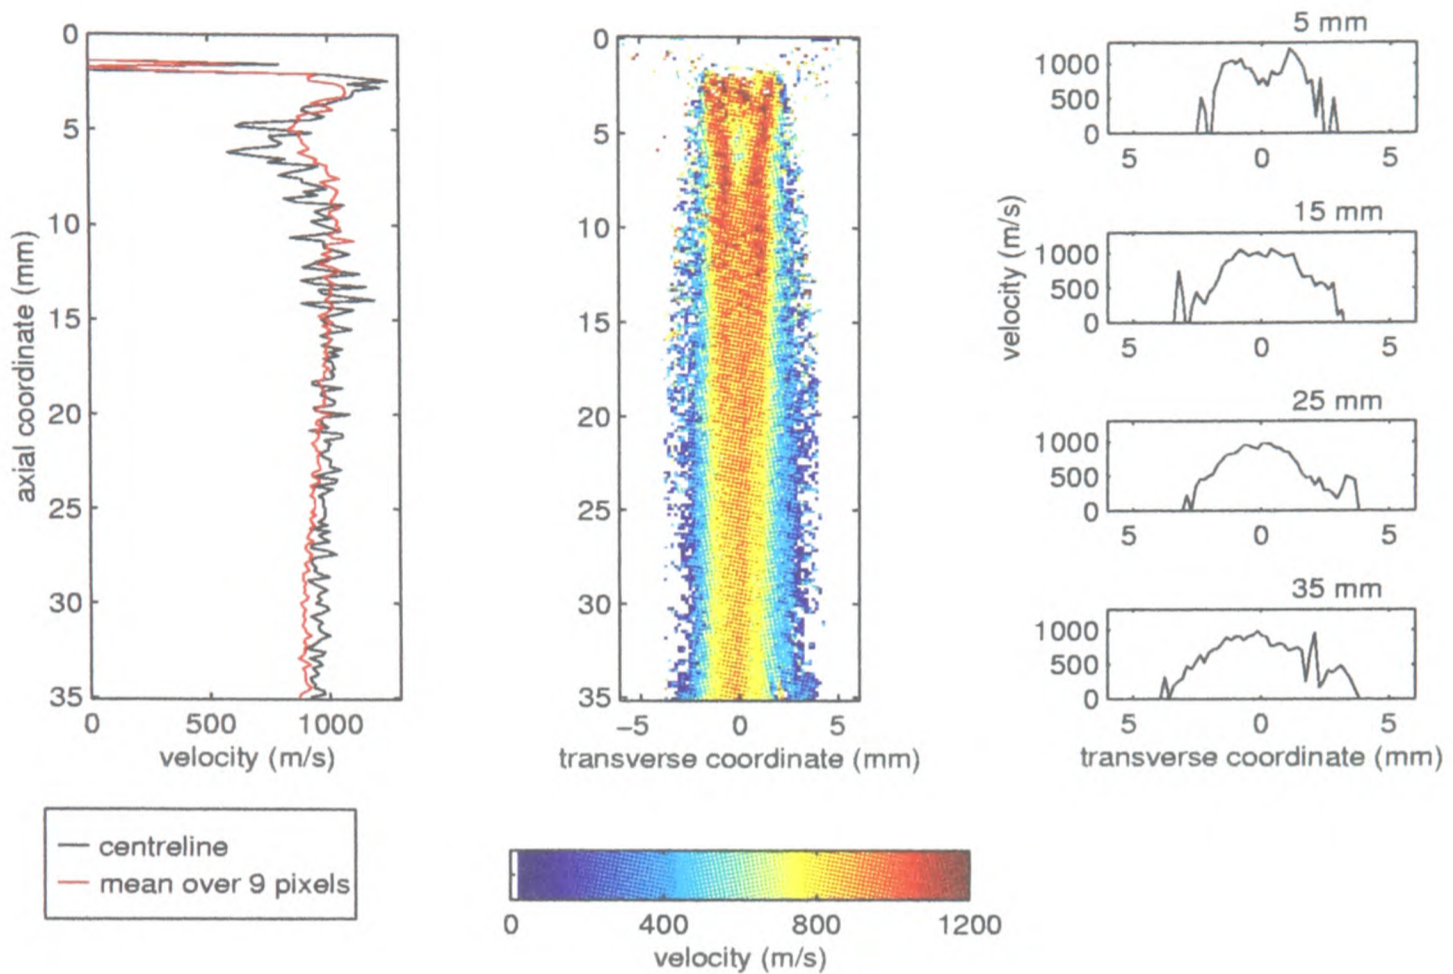 0
5
10
15
20
25
30
35
axial coordinate (mm)
0 500 1000
velocity (m/s)
centreline
mean over 9 pixels
0
5
10
15
20
25
30
35
−5 0 5
transverse coordinate (mm)
0 400 800 1200
velocity (m/s)
velocity (m/s)
5 mm
1000
500
0
5 0 5
15 mm
1000
500
0
5 0 5
25 mm
1000
500
0
5 0 5
35 mm
1000
500
0
5 0 5
transverse coordinate (mm)